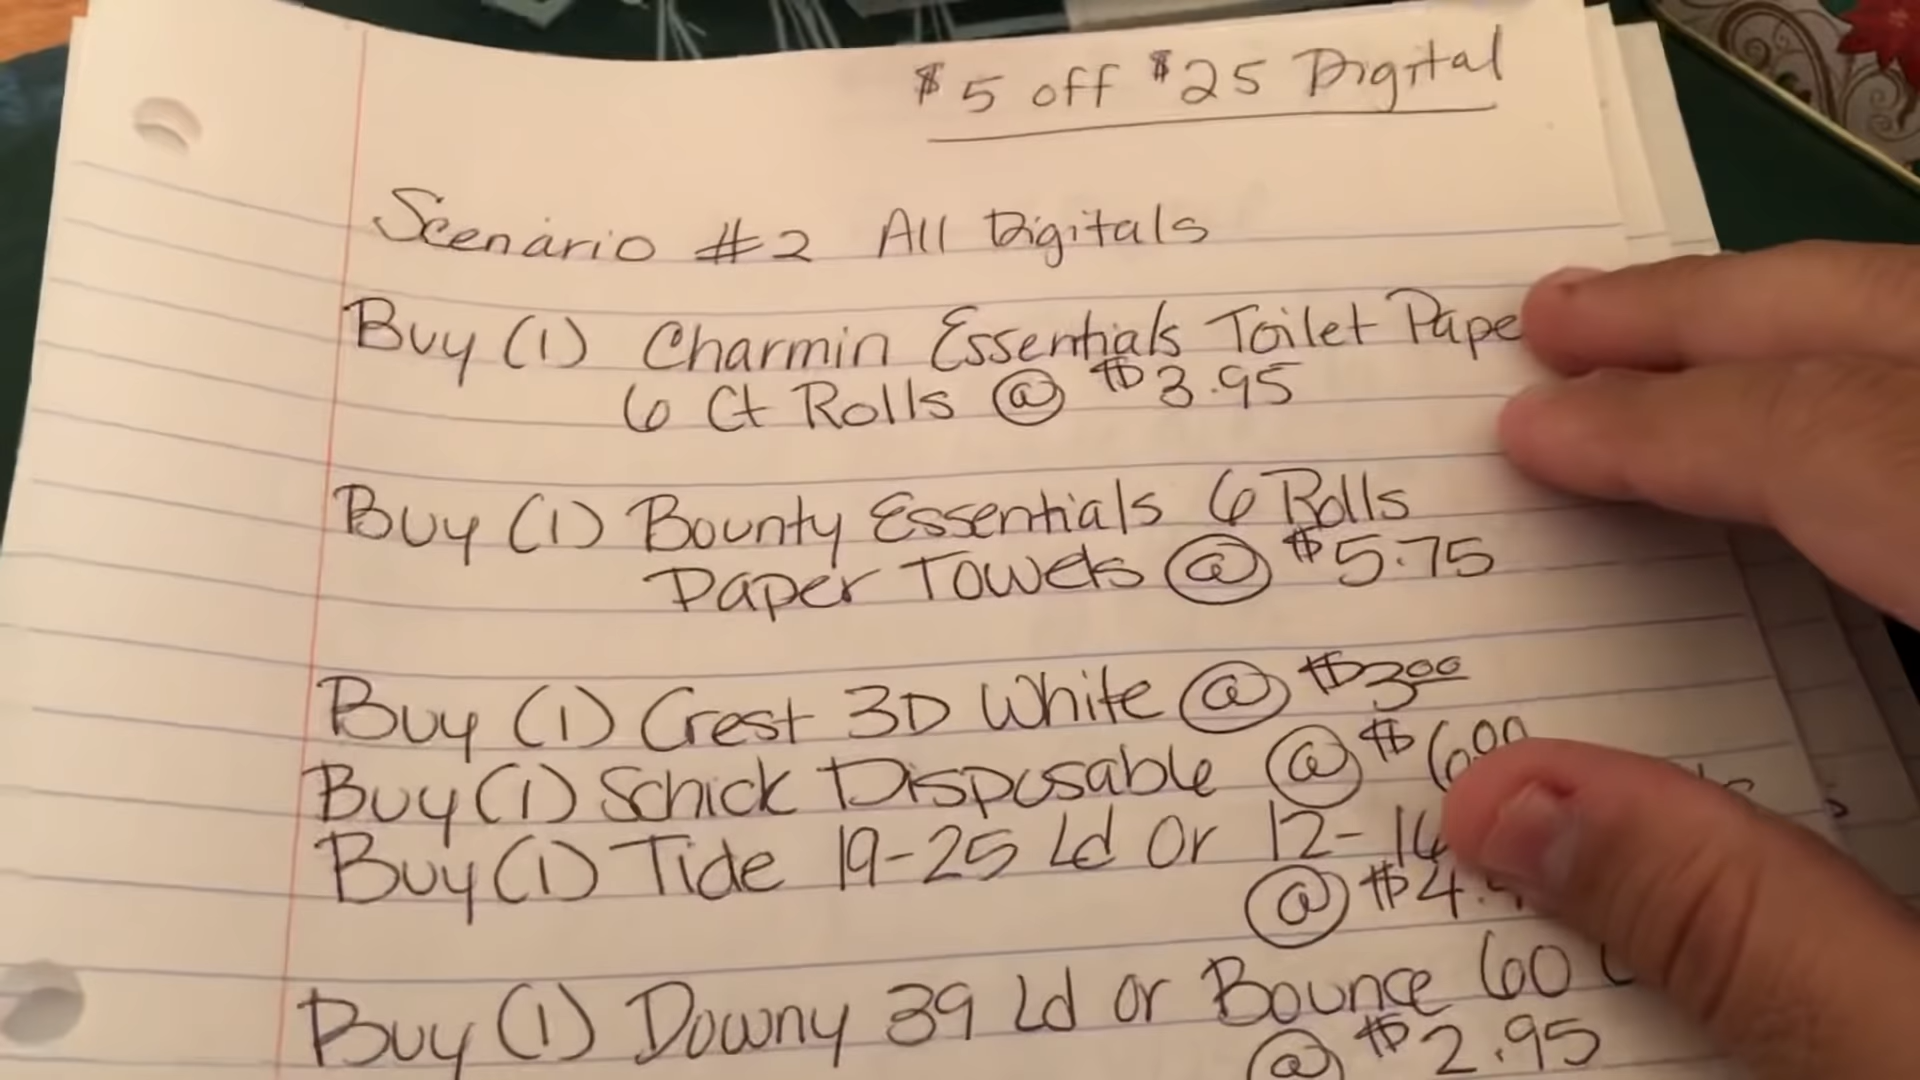 $5 off $25 Digital
Scenario #2 All Digitals
Buy (1) Charmin Essentials Toilet Pape
6 Ct Rolls @ $3.95
Buy (1) Bounty Essentials 6 Rolls
Paper Towels @ $5.75
Buy (1) Crest 3D White @ $3.00
Buy (1) Schick Disposable @ $6.00
Buy (1) Tide 19-25 Ld Or 12-
@ $4.
Buy (1) Downy 39 Ld or Bounce 60
@ $2.95